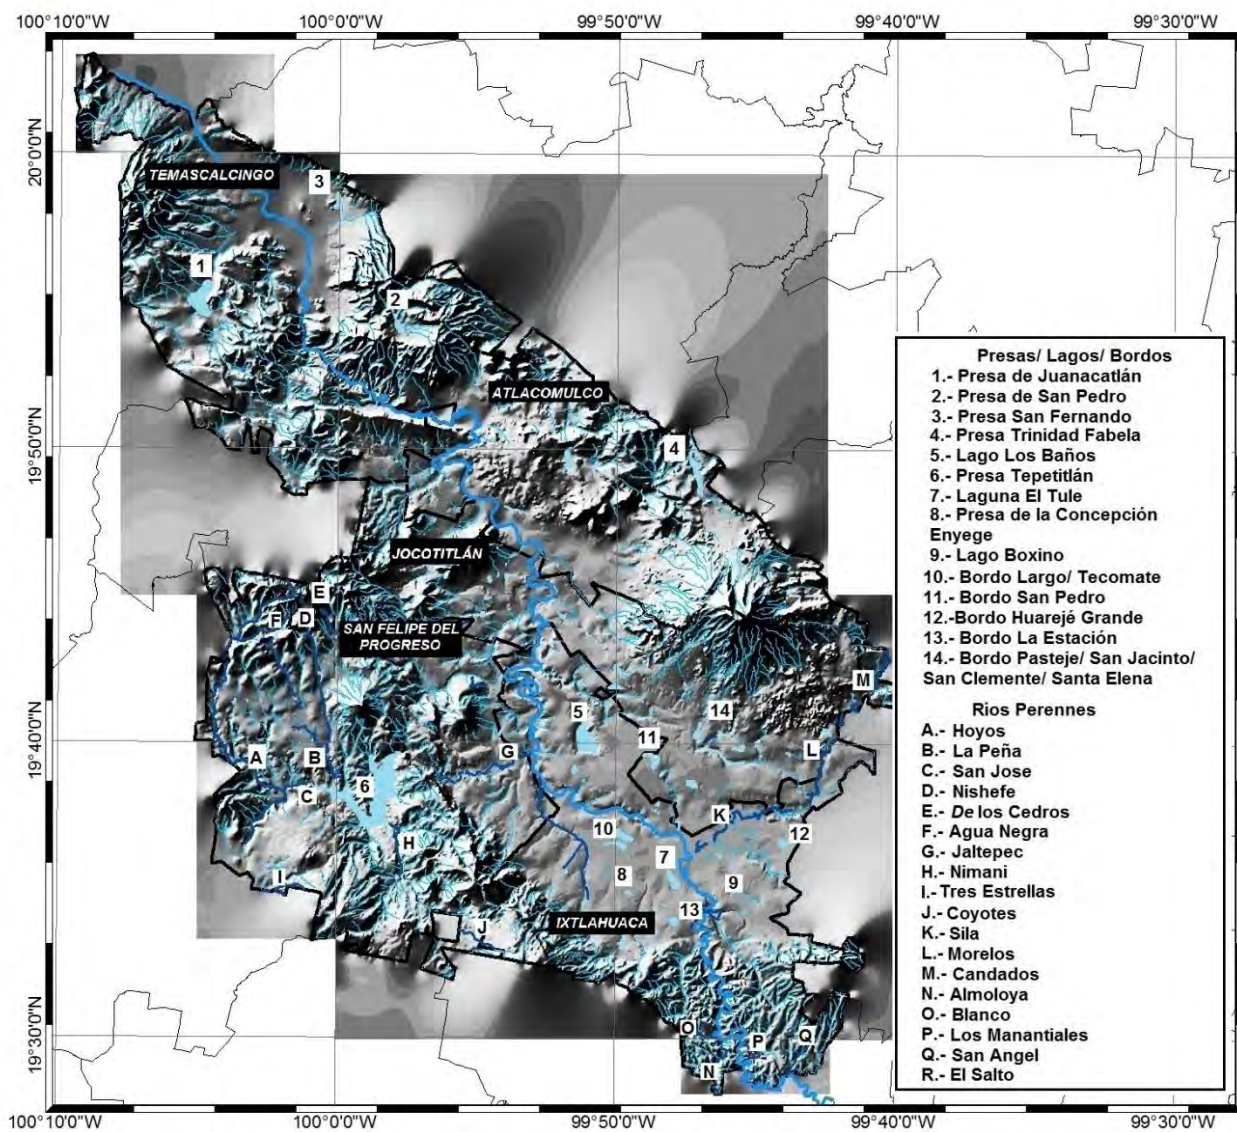 100°10'0"W 100°0'0"W 99°50'0"W 99°40'0"W 99°30'0"W
20°0'0"N
TEMASCALCINGO
3
1
2
ATLACOMULCO
19°50'0"N
4
JOCOTITLÁN
E
F D
SAN FELIPE DEL
PROGRESO
M
5 14
11
19°40'0"N
G L
A B
6
C
K
10 12
H 7
8 9
I
13
IXTLAHUACA
J
19°30'0"N
O P Q
N
Presas/ Lagos/ Bordos
1.- Presa de Juanacatlán
2.- Presa de San Pedro
3.- Presa San Fernando
4.- Presa Trinidad Fabela
5.- Lago Los Baños
6.- Presa Tepetitlán
7.- Laguna El Tule
8.- Presa de la Concepción
Enyege
9.- Lago Boxino
10.- Bordo Largo/ Tecomate
11.- Bordo San Pedro
12.-Bordo Huarejé Grande
13.- Bordo La Estación
14.- Bordo Pasteje/ San Jacinto/
San Clemente/ Santa Elena
Rios Perennes
A.- Hoyos
B.- La Peña
C.- San Jose
D.- Nishefe
E.- De los Cedros
F.- Agua Negra
G.- Jaltepec
H.- Nimani
I.- Tres Estrellas
J.- Coyotes
K.- Sila
L.- Morelos
M.- Candados
N.- Almoloya
O.- Blanco
P.- Los Manantiales
Q.- San Angel
R.- El Salto
100°10'0"W 100°0'0"W 99°50'0"W 99°40'0"W 99°30'0"W